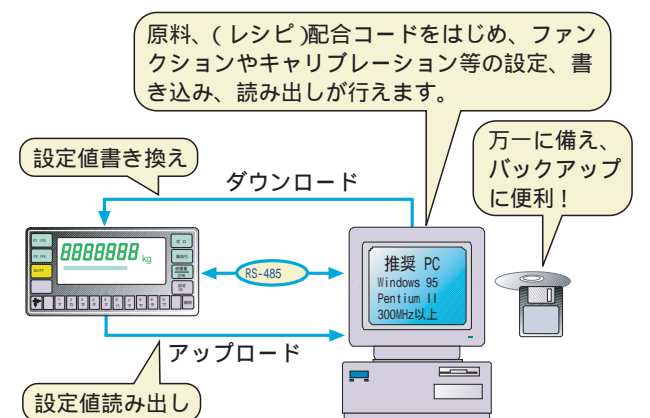 原料、(レシピ)配合コードをはじめ、ファン
クションやキャリブレーション等の設定、書
き込み、読み出しが行えます。
万一に備え、
バックアップ
に便利！
設定値書き換え
ダウンロード
8888888 kg
RS-485
推奨 PC
Windows 95
Pentium II
300MHz以上
アップロード
設定値読み出し